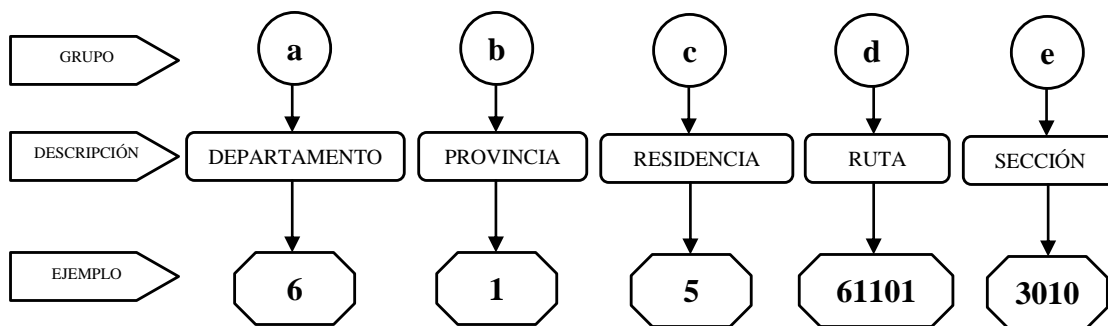 GRUPO a b c d e
DESCRIPCIÓN DEPARTAMENTO PROVINCIA RESIDENCIA RUTA SECCIÓN
EJEMPLO 6 1 5 61101 3010